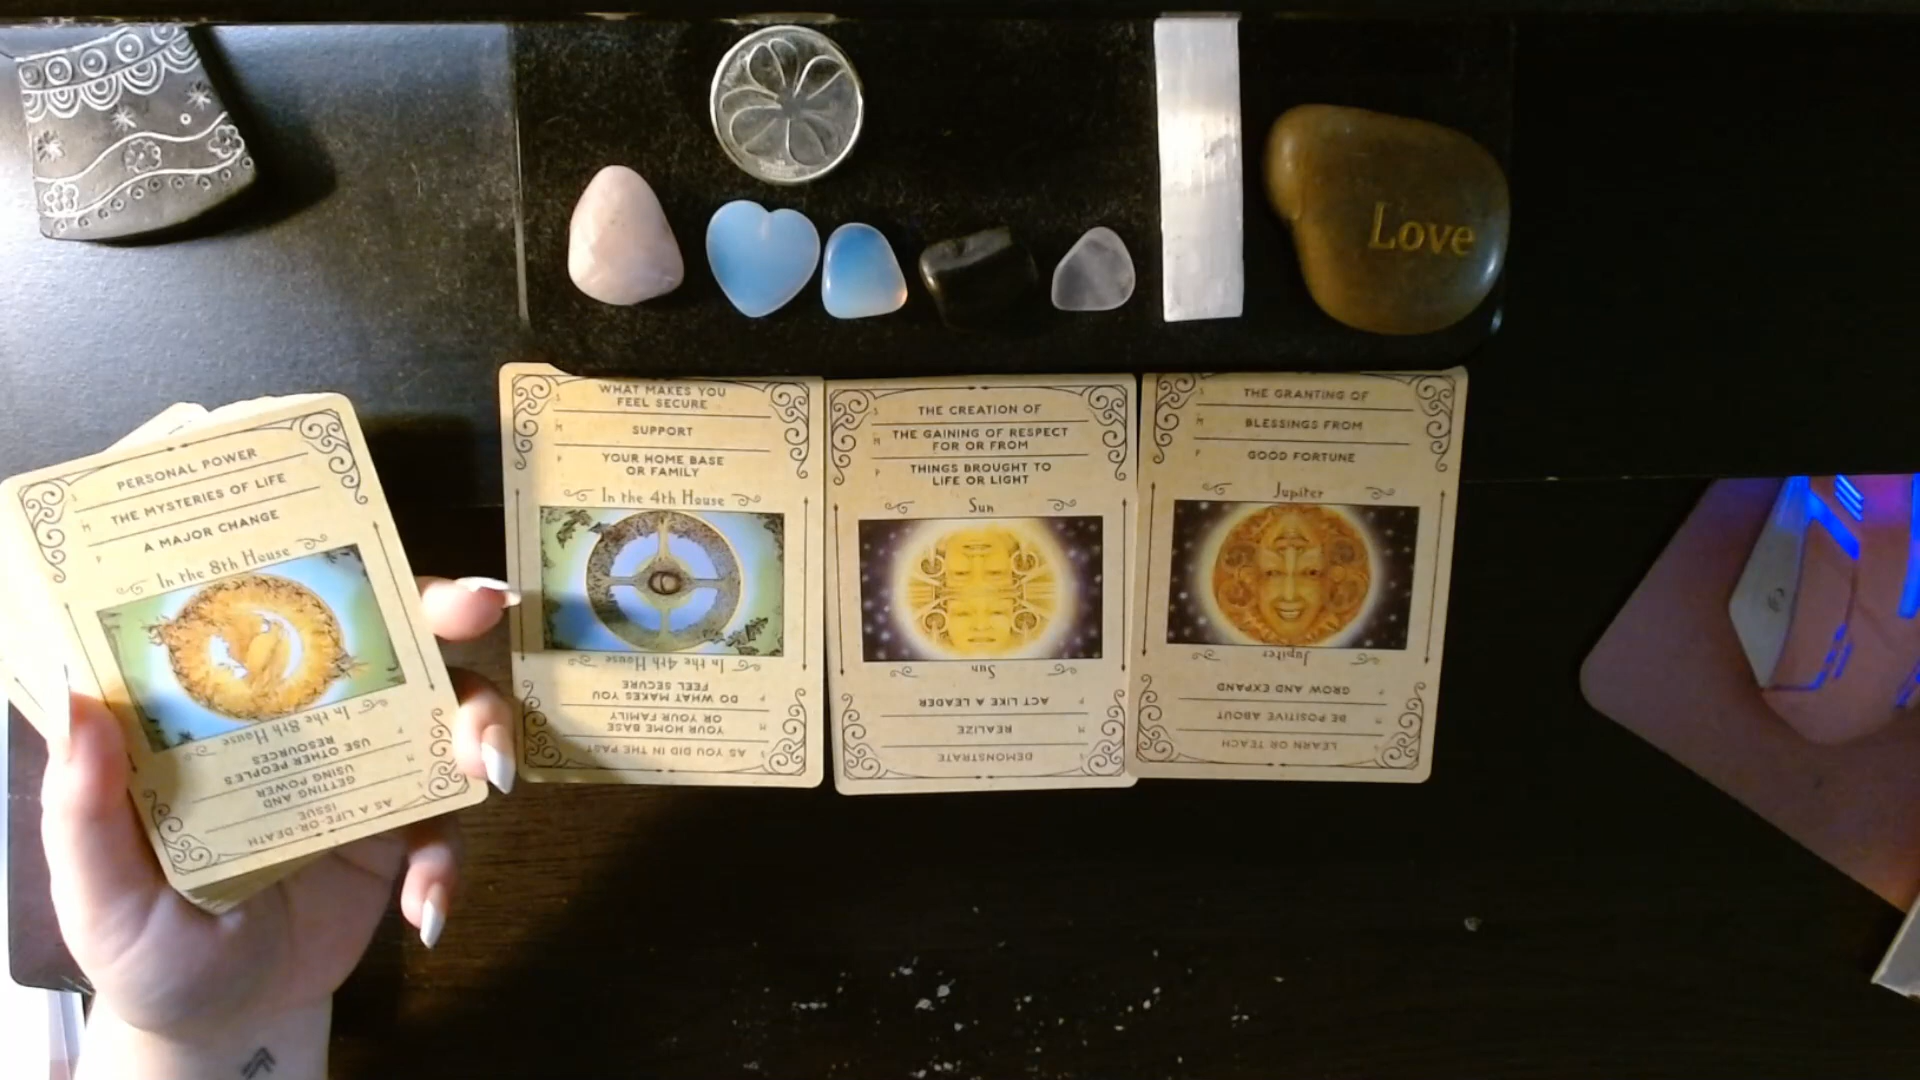 Love
PERSONAL POWER
THE MYSTERIES OF LIFE
A MAJOR CHANGE
In the 8th House
In the 8th House
USE OTHER PEOPLES
RESOURCES
GETTING AND
USING POWER
AS A LIFE-OR-DEATH
ISSUE
S
WHAT MAKES YOU
FEEL SECURE
M
SUPPORT
P
YOUR HOME BASE
OR FAMILY
In the 4th House
In the 4th House
P
DO WHAT MAKES YOU
FEEL SECURE
M
YOUR HOME BASE
OR YOUR FAMILY
S
AS YOU DID IN THE PAST
S
THE CREATION OF
M
THE GAINING OF RESPECT
FOR OR FROM
P
THINGS BROUGHT TO
LIFE OR LIGHT
Sun
Sun
P
ACT LIKE A LEADER
M
REALIZE
S
DEMONSTRATE
S
THE GRANTING OF
M
BLESSINGS FROM
P
GOOD FORTUNE
Jupiter
Jupiter
P
GROW AND EXPAND
M
BE POSITIVE ABOUT
S
LEARN OR TEACH